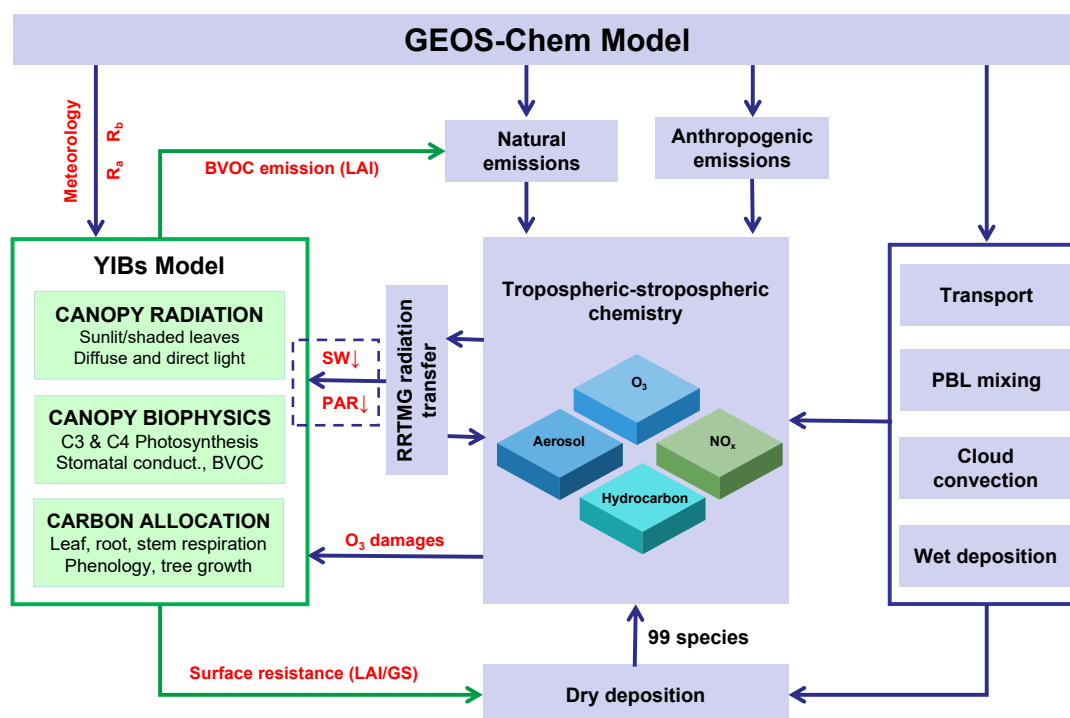 GEOS-Chem Model
Meteorology
Rₐ R_b
Natural
emissions
Anthropogenic
emissions
BVOC emission (LAI)
YIBs Model
CANOPY RADIATION
Sunlit/shaded leaves
Diffuse and direct light
CANOPY BIOPHYSICS
C3 & C4 Photosynthesis
Stomatal conduct., BVOC
CARBON ALLOCATION
Leaf, root, stem respiration
Phenology, tree growth
SW↓
PAR↓
RRTMG radiation
transfer
Tropospheric-stropospheric
chemistry
O₃
Aerosol
NOₓ
Hydrocarbon
O₃ damages
Transport
PBL mixing
Cloud
convection
Wet deposition
99 species
Surface resistance (LAI/GS)
Dry deposition